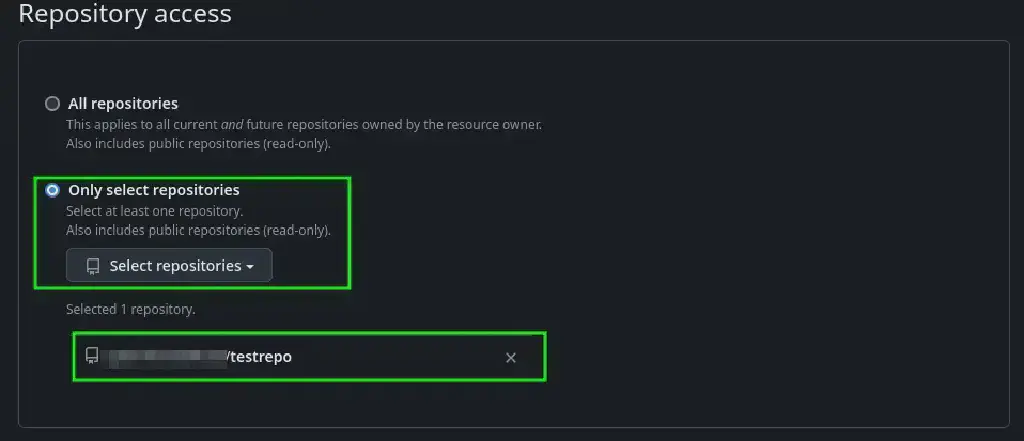 Repository access
All repositories
This applies to all current and future repositories owned by the resource owner.
Also includes public repositories (read-only).
Only select repositories
Select at least one repository.
Also includes public repositories (read-only).
Select repositories
Selected 1 repository.
/testrepo